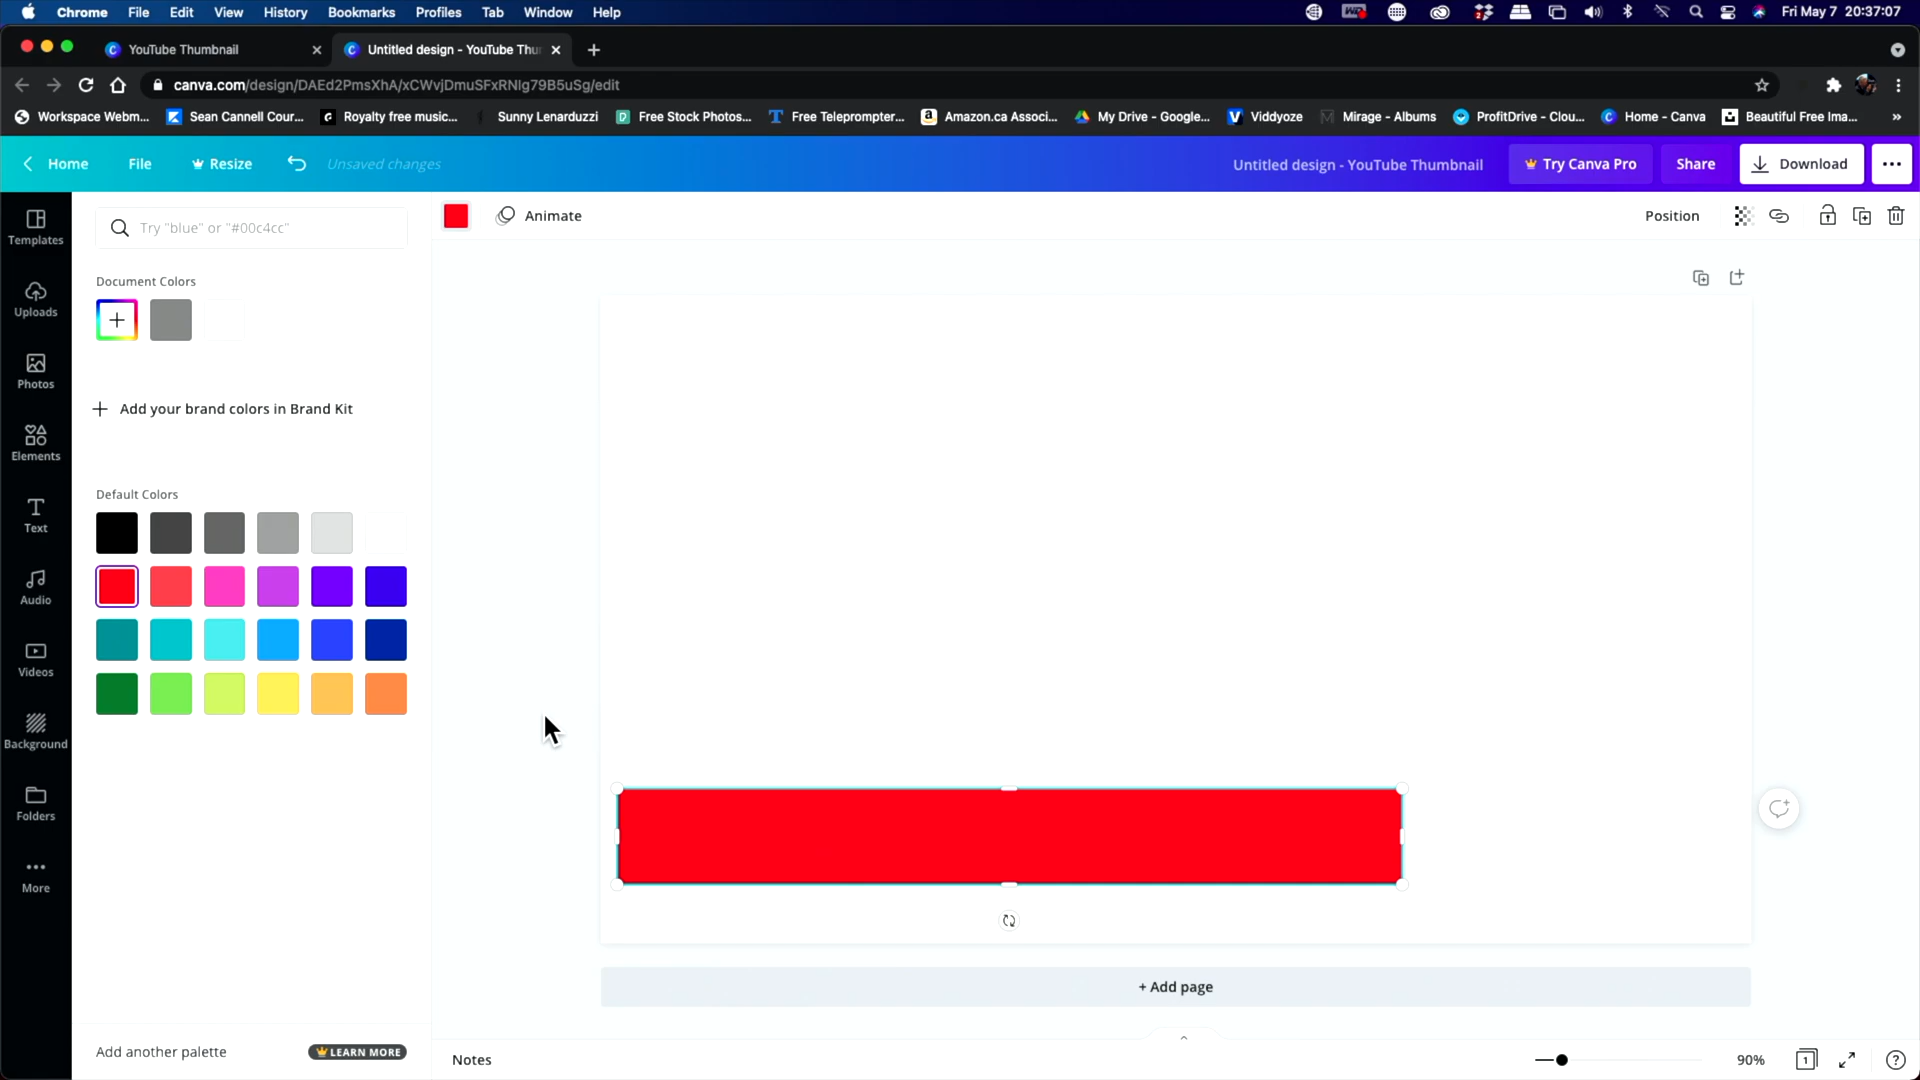 Chrome File Edit View History Bookmarks Profiles Tab Window Help Fri May 7 20:37:07
YouTube Thumbnail
Untitled design - YouTube Thu
canva.com/design/DAEd2PmsXhA/xCWvjDmuSFxRNIg79B5uSg/edit
Workspace Webm... Sean Cannell Cour... Royalty free music... Sunny Lenarduzzi Free Stock Photos... Free Teleprompter... Amazon.ca Associ... My Drive - Google... Viddyoze Mirage - Albums ProfitDrive - Clou... Home - Canva Beautiful Free Ima... »
Home File Resize Unsaved changes Untitled design - YouTube Thumbnail Try Canva Pro Share Download
Templates
Uploads
Photos
Elements
Text
Audio
Videos
Background
Folders
More
Try "blue" or "#00c4cc"
Document Colors
Add your brand colors in Brand Kit
Default Colors
Add another palette LEARN MORE
Animate Position
+ Add page
Notes 90% 1